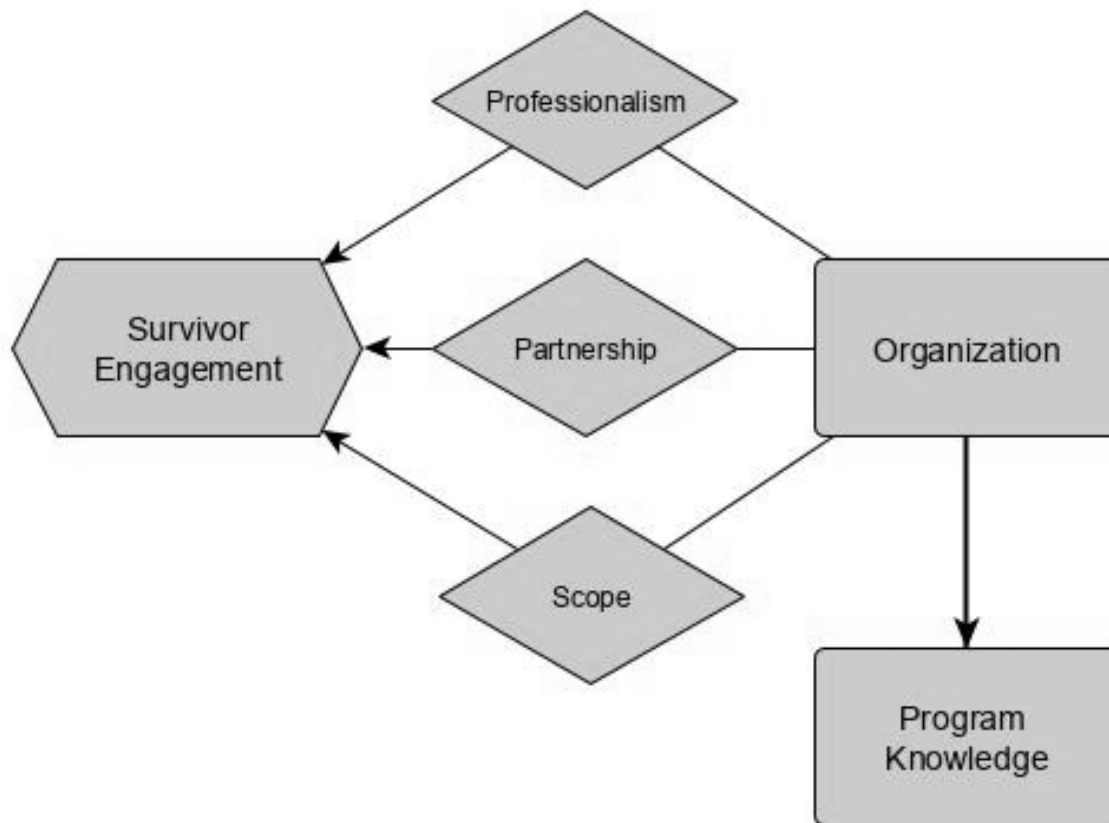 Professionalism
Survivor
Engagement
Partnership
Organization
Scope
Program
Knowledge